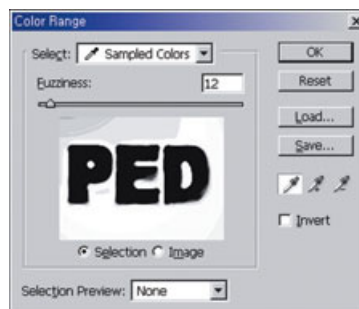 Color Range
Select: Sampled Colors
OK
Fuzziness: 12
Reset
Load...
Save...
PED
Invert
Selection Image
Selection Preview: None